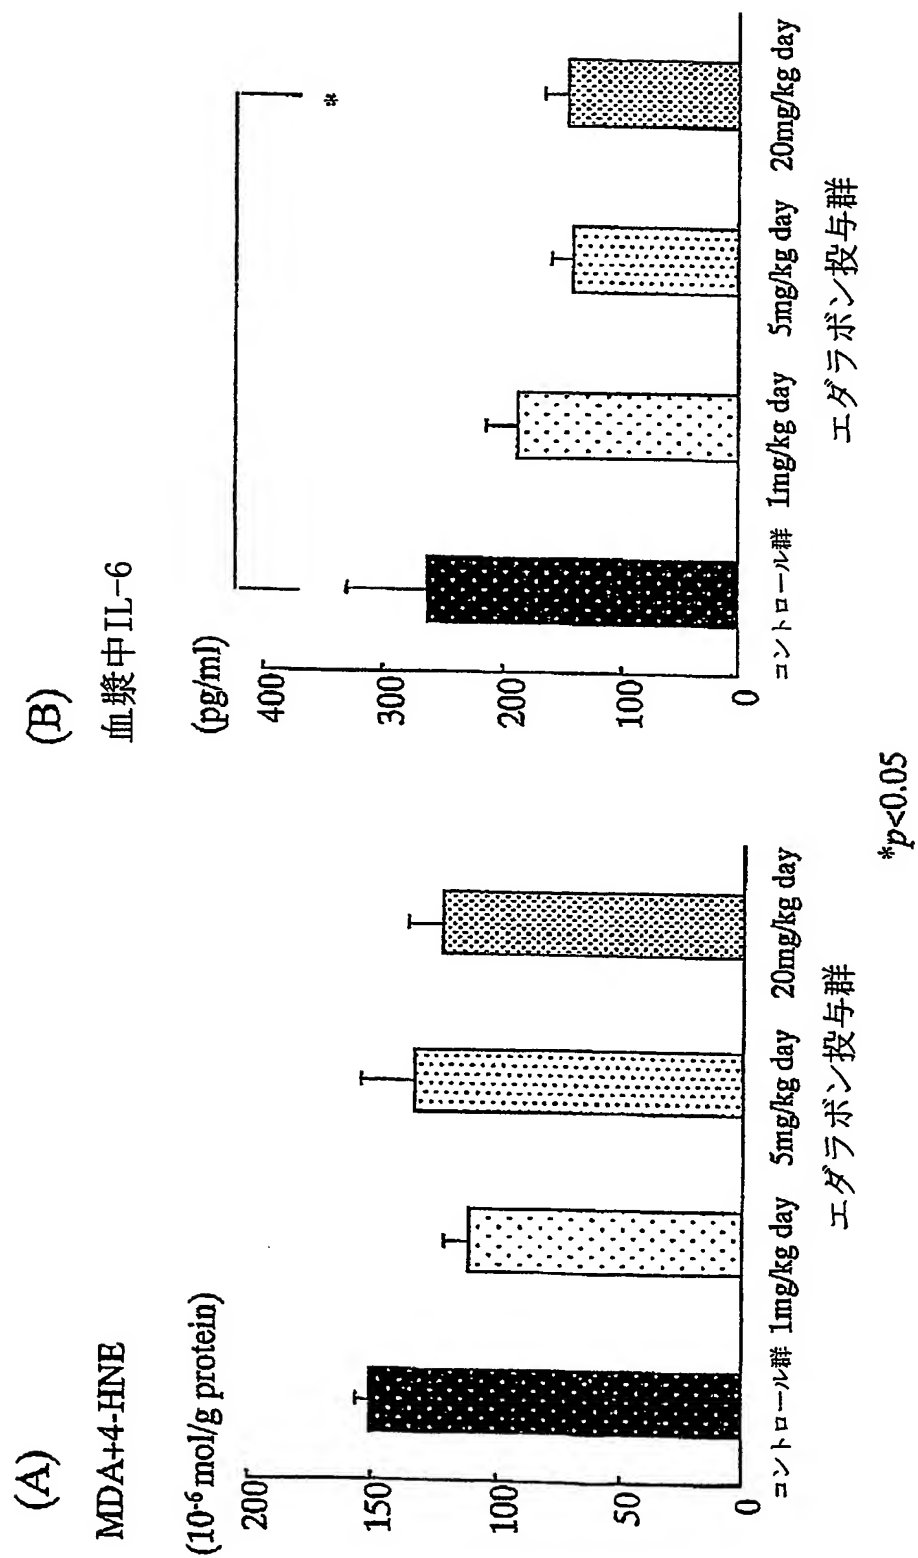 (A)
MDA+4-HNE
(10⁻⁶ mol/g protein)
200
150
100
50
0
コントロール群 1mg/kg day 5mg/kg day 20mg/kg day
エダラボン投与群
(B)
血漿中IL-6
(pg/ml)
400
300
200
100
0
*
コントロール群 1mg/kg day 5mg/kg day 20mg/kg day
エダラボン投与群
*p<0.05